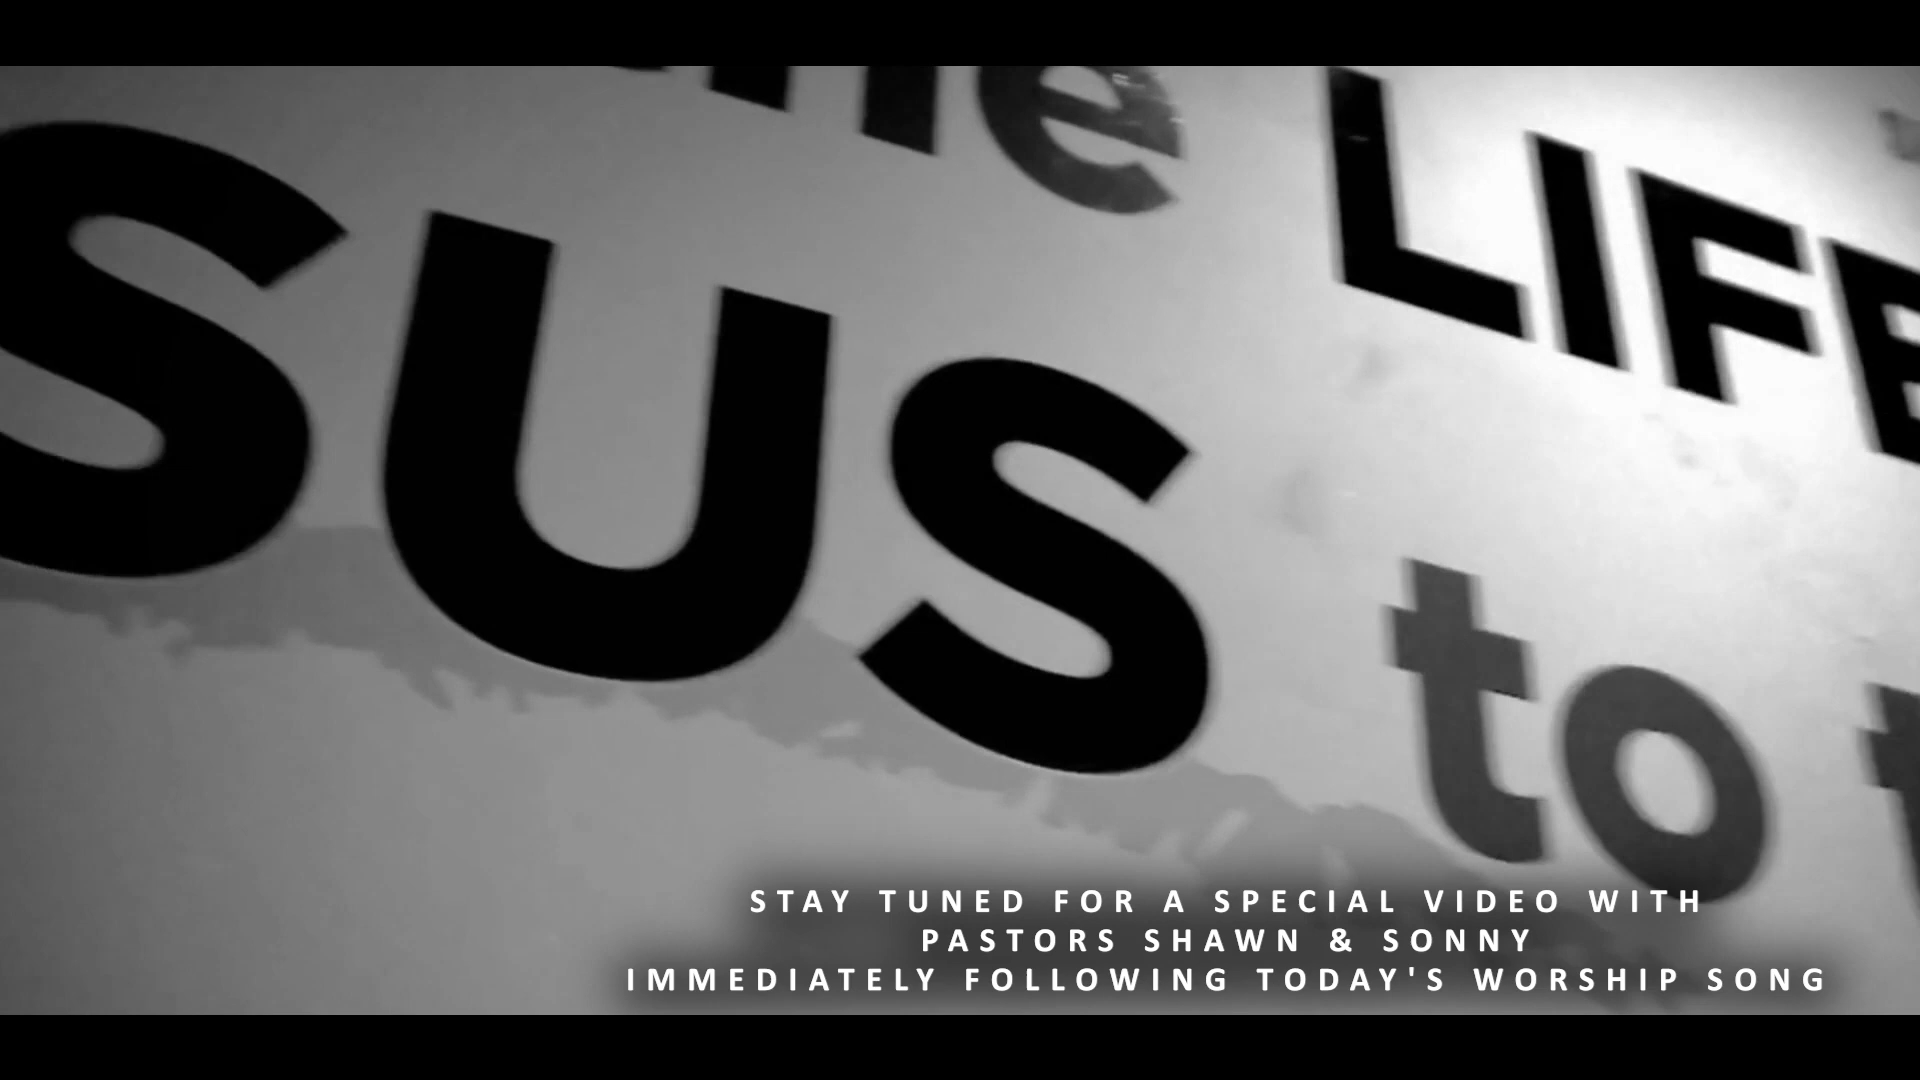 the LIFE
SUS to
STAY TUNED FOR A SPECIAL VIDEO WITH
PASTORS SHAWN & SONNY
IMMEDIATELY FOLLOWING TODAY'S WORSHIP SONG